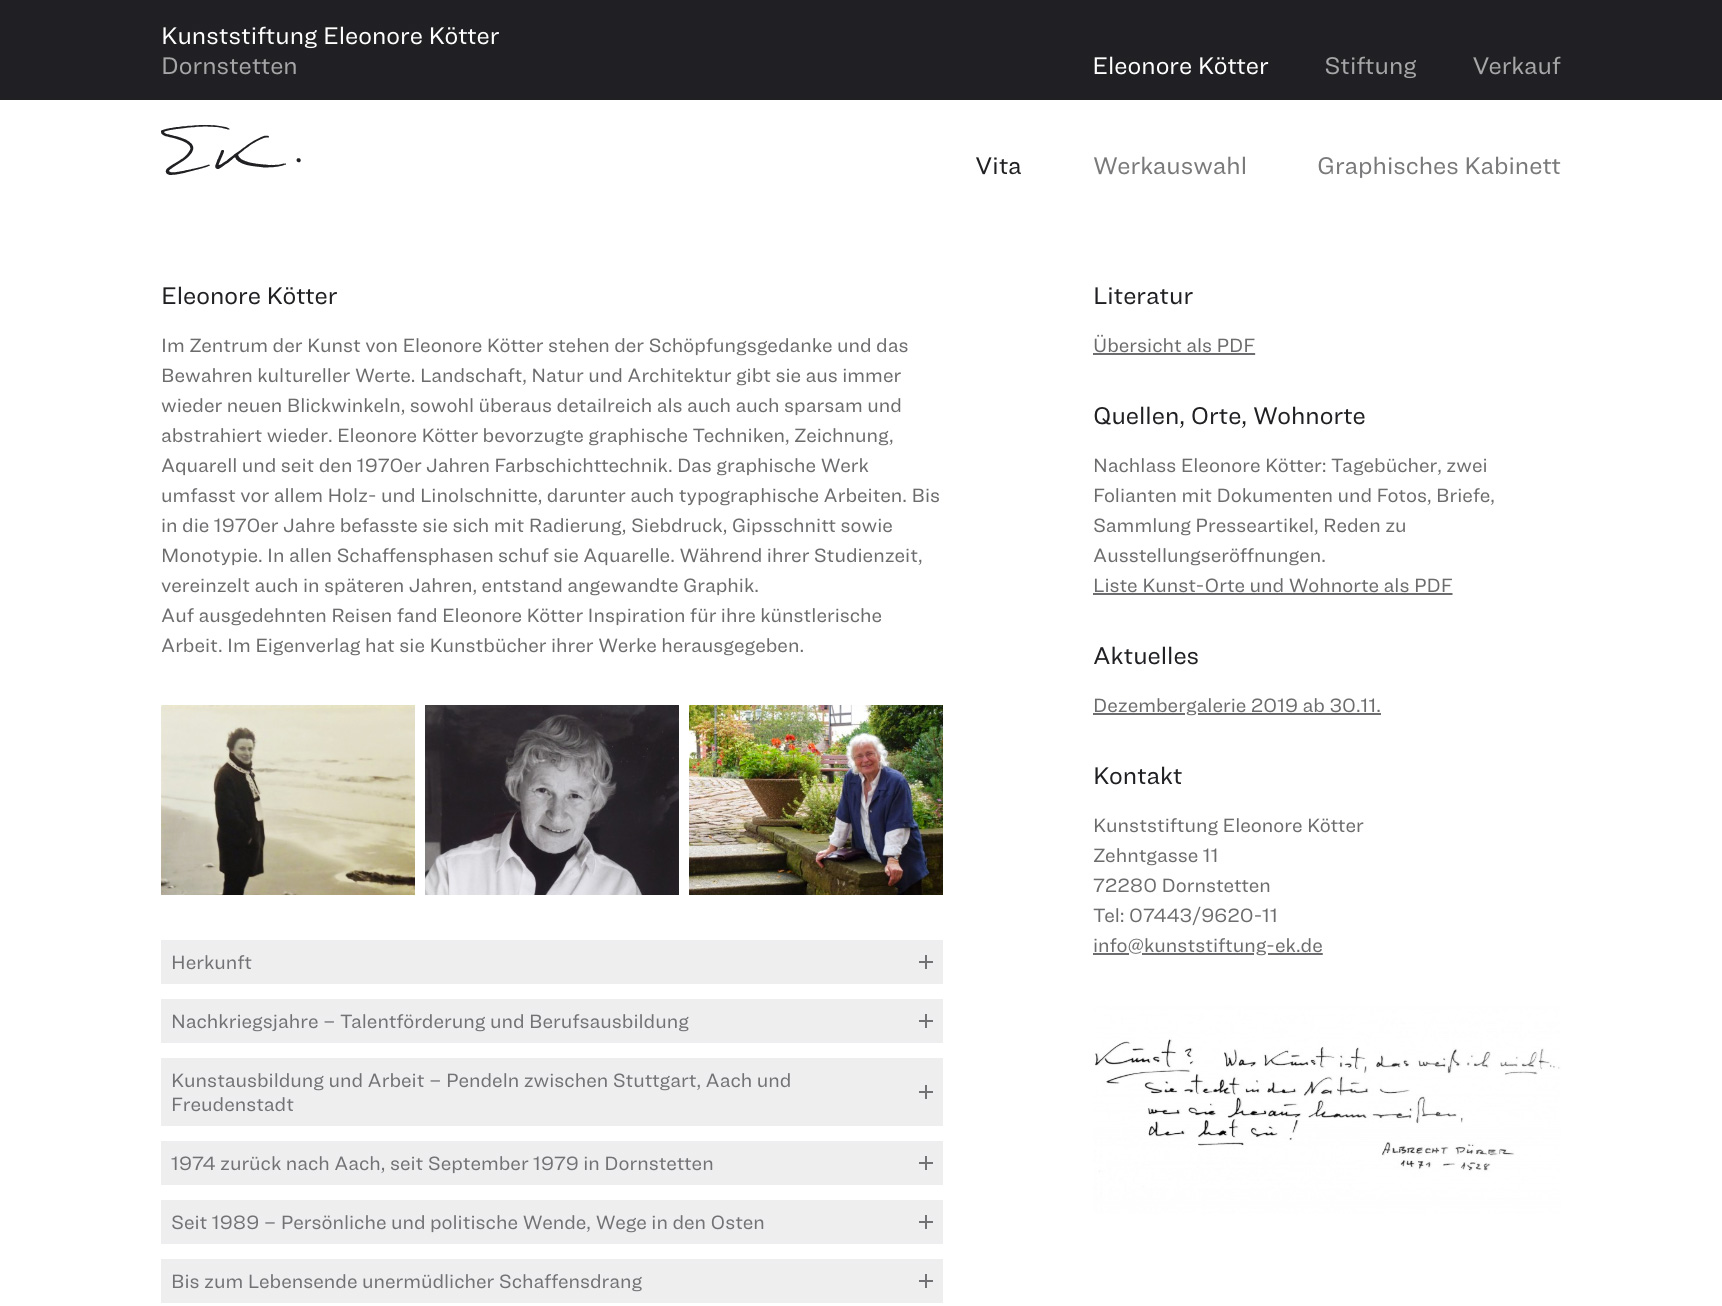 Kunststiftung Eleonore Kötter
Dornstetten
Eleonore Kötter
Stiftung
Verkauf
EK.
Vita
Werkauswahl
Graphisches Kabinett
Eleonore Kötter
Im Zentrum der Kunst von Eleonore Kötter stehen der Schöpfungsgedanke und das
Bewahren kultureller Werte. Landschaft, Natur und Architektur gibt sie aus immer
wieder neuen Blickwinkeln, sowohl überaus detailreich als auch auch sparsam und
abstrahiert wieder. Eleonore Kötter bevorzugte graphische Techniken, Zeichnung,
Aquarell und seit den 1970er Jahren Farbschichttechnik. Das graphische Werk
umfasst vor allem Holz- und Linolschnitte, darunter auch typographische Arbeiten. Bis
in die 1970er Jahre befasste sie sich mit Radierung, Siebdruck, Gipsschnitt sowie
Monotypie. In allen Schaffensphasen schuf sie Aquarelle. Während ihrer Studienzeit,
vereinzelt auch in späteren Jahren, entstand angewandte Graphik.
Auf ausgedehnten Reisen fand Eleonore Kötter Inspiration für ihre künstlerische
Arbeit. Im Eigenverlag hat sie Kunstbücher ihrer Werke herausgegeben.
Herkunft
Nachkriegsjahre – Talentförderung und Berufsausbildung
Kunstausbildung und Arbeit – Pendeln zwischen Stuttgart, Aach und
Freudenstadt
1974 zurück nach Aach, seit September 1979 in Dornstetten
Seit 1989 – Persönliche und politische Wende, Wege in den Osten
Bis zum Lebensende unermüdlicher Schaffensdrang
Literatur
Übersicht als PDF
Quellen, Orte, Wohnorte
Nachlass Eleonore Kötter: Tagebücher, zwei
Folianten mit Dokumenten und Fotos, Briefe,
Sammlung Presseartikel, Reden zu
Ausstellungseröffnungen.
Liste Kunst-Orte und Wohnorte als PDF
Aktuelles
Dezembergalerie 2019 ab 30.11.
Kontakt
Kunststiftung Eleonore Kötter
Zehntgasse 11
72280 Dornstetten
Tel: 07443/9620-11
info@kunststiftung-ek.de
Kunst? Was Kunst ist, das weiß ich nicht...
Sie steckt in der Natur –
wer sie heraus kann reißen,
der hat sie!
ALBRECHT DÜRER
1471 – 1528